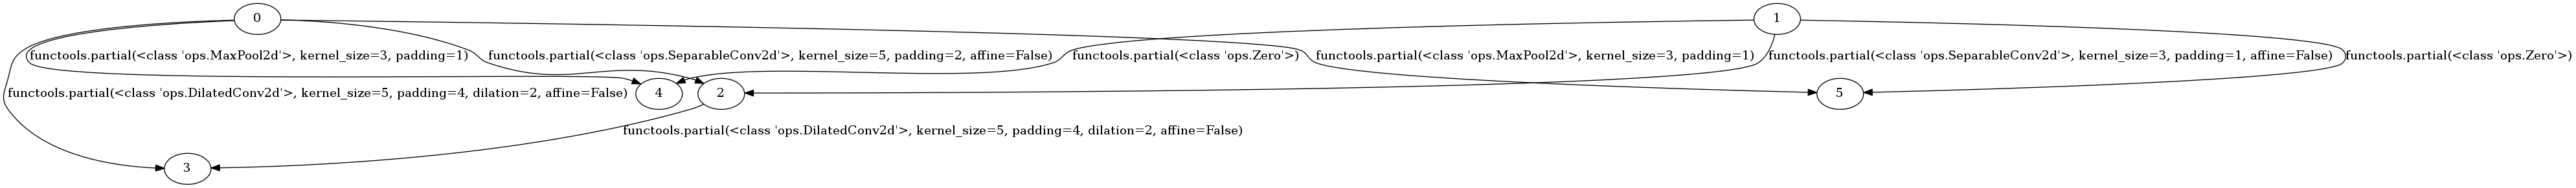 0
1
functools.partial(<class 'ops.MaxPool2d'>, kernel_size=3, padding=1)
functools.partial(<class 'ops.SeparableConv2d'>, kernel_size=5, padding=2, affine=False)
functools.partial(<class 'ops.Zero'>)
functools.partial(<class 'ops.MaxPool2d'>, kernel_size=3, padding=1)
functools.partial(<class 'ops.SeparableConv2d'>, kernel_size=3, padding=1, affine=False)
functools.partial(<class 'ops.Zero'>)
functools.partial(<class 'ops.DilatedConv2d'>, kernel_size=5, padding=4, dilation=2, affine=False)
4
2
5
functools.partial(<class 'ops.DilatedConv2d'>, kernel_size=5, padding=4, dilation=2, affine=False)
3